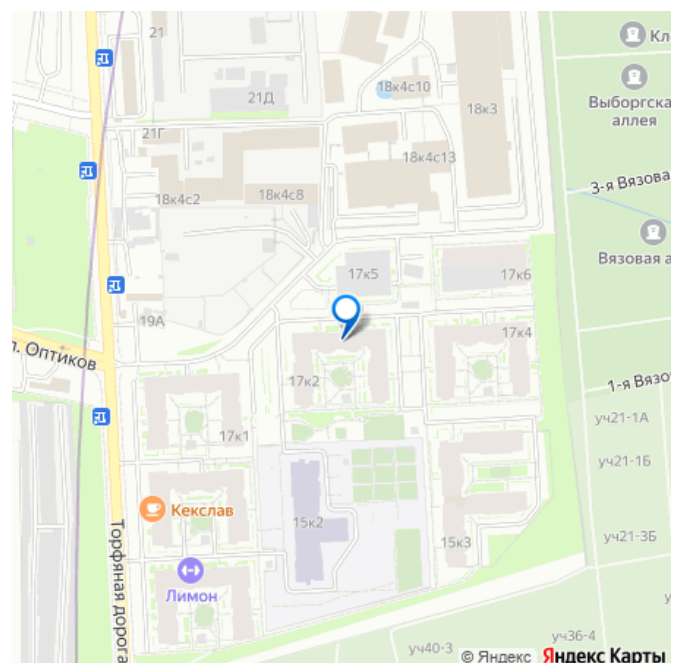 21
Кл
18к4с10
21Д
Выборгска
аллея
18к3
21Г
18к4с13
3-я Вязова
18к4с2
18к4с8
Вязовая а
17к5
17к6
19А
17к4
л. Оптиков
17к2
1-я Вязо
уч21-1А
17к1
уч21-1Б
Кекслав
15к2
уч21-3Б
15к3
Торфяная дорога
Лимон
у
уч36-4
уч40-3
© Яндекс Яндекс Карты